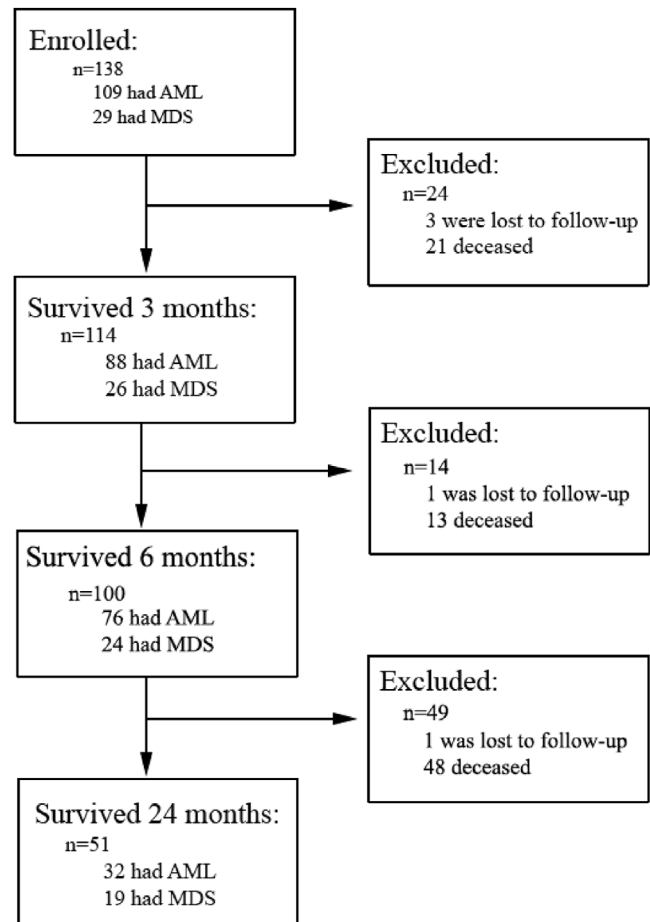 Enrolled:
n=138
109 had AML
29 had MDS
Excluded:
n=24
3 were lost to follow-up
21 deceased
Survived 3 months:
n=114
88 had AML
26 had MDS
Excluded:
n=14
1 was lost to follow-up
13 deceased
Survived 6 months:
n=100
76 had AML
24 had MDS
Excluded:
n=49
1 was lost to follow-up
48 deceased
Survived 24 months:
n=51
32 had AML
19 had MDS